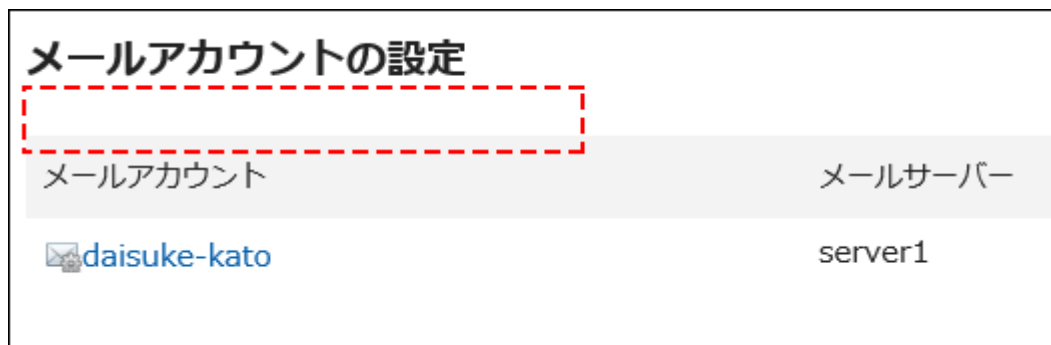 メールアカウントの設定
メールアカウント メールサーバー
daisuke-kato server1